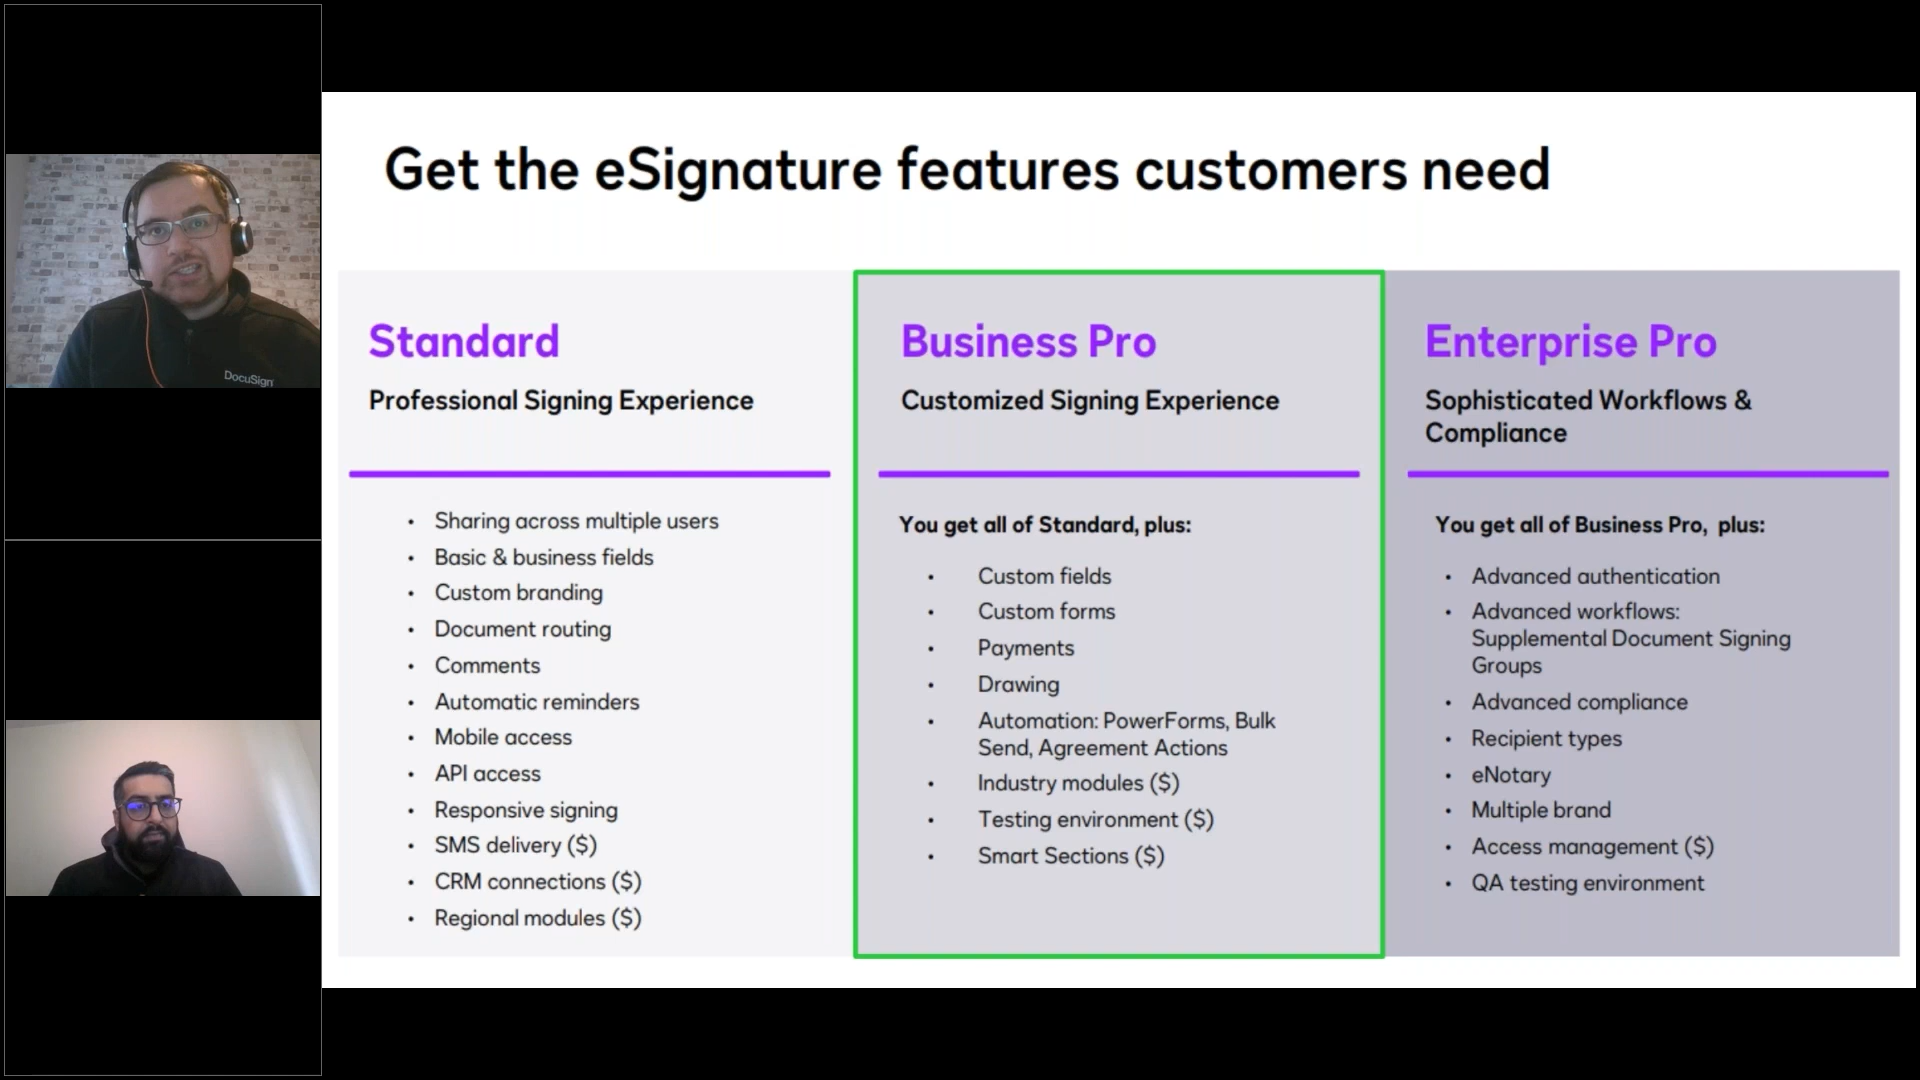 Get the eSignature features customers need
Standard
Professional Signing Experience
• Sharing across multiple users
• Basic & business fields
• Custom branding
• Document routing
• Comments
• Automatic reminders
• Mobile access
• API access
• Responsive signing
• SMS delivery ($)
• CRM connections ($)
• Regional modules ($)
Business Pro
Customized Signing Experience
You get all of Standard, plus:
• Custom fields
• Custom forms
• Payments
• Drawing
• Automation: PowerForms, Bulk
Send, Agreement Actions
• Industry modules ($)
• Testing environment ($)
• Smart Sections ($)
Enterprise Pro
Sophisticated Workflows &
Compliance
You get all of Business Pro, plus:
• Advanced authentication
• Advanced workflows:
Supplemental Document Signing
Groups
• Advanced compliance
• Recipient types
• eNotary
• Multiple brand
• Access management ($)
• QA testing environment
DocuSign